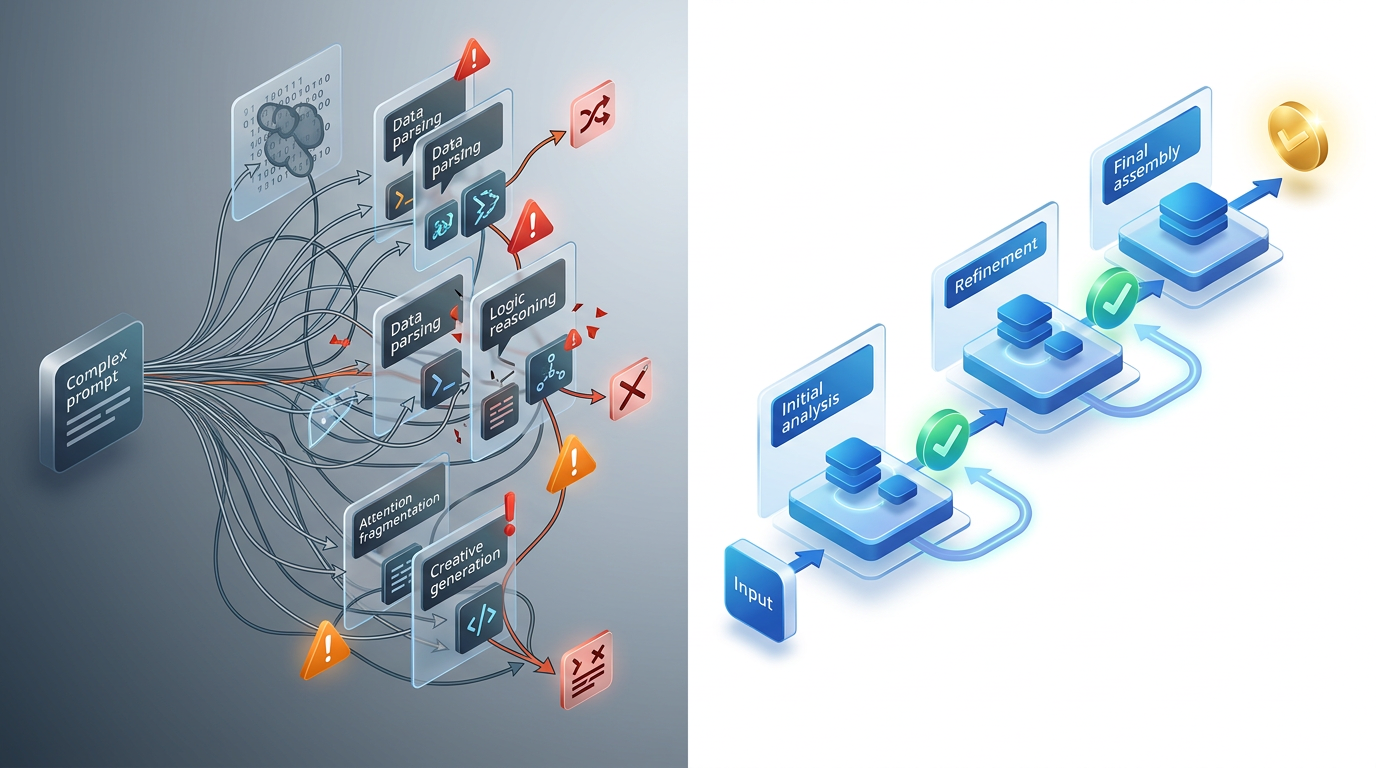 Complex
prompt
Data
parsing
Data
parsing
Data
parsing
Logic
reasoning
Attention
fragmentation
Creative
generation
Input
Initial
analysis
Refinement
Final
assembly